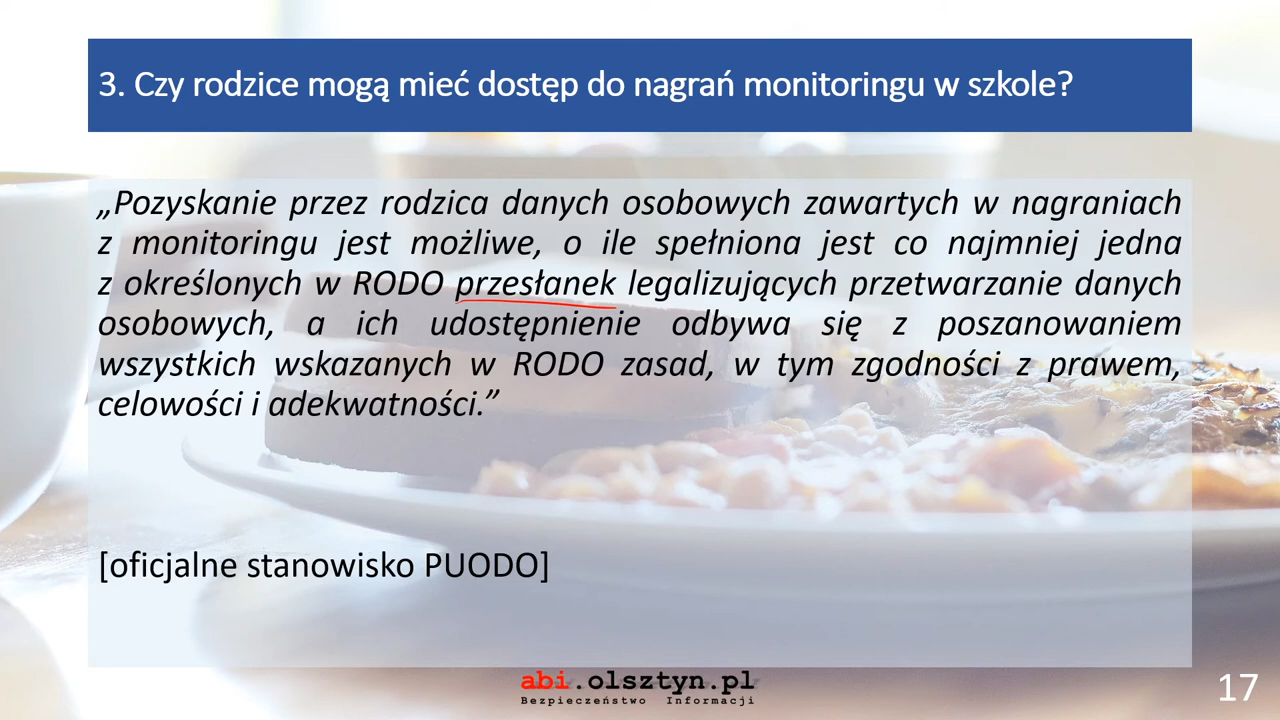 3. Czy rodzice mogą mieć dostęp do nagrań monitoringu w szkole?
„Pozyskanie przez rodzica danych osobowych zawartych w nagraniach
z monitoringu jest możliwe, o ile spełniona jest co najmniej jedna
z określonych w RODO przesłanek legalizujących przetwarzanie danych
osobowych, a ich udostępnienie odbywa się z poszanowaniem
wszystkich wskazanych w RODO zasad, w tym zgodności z prawem,
celowości i adekwatności.”
[oficjalne stanowisko PUODO]
abi.olsztyn.pl
Bezpieczeństwo Informacji
17